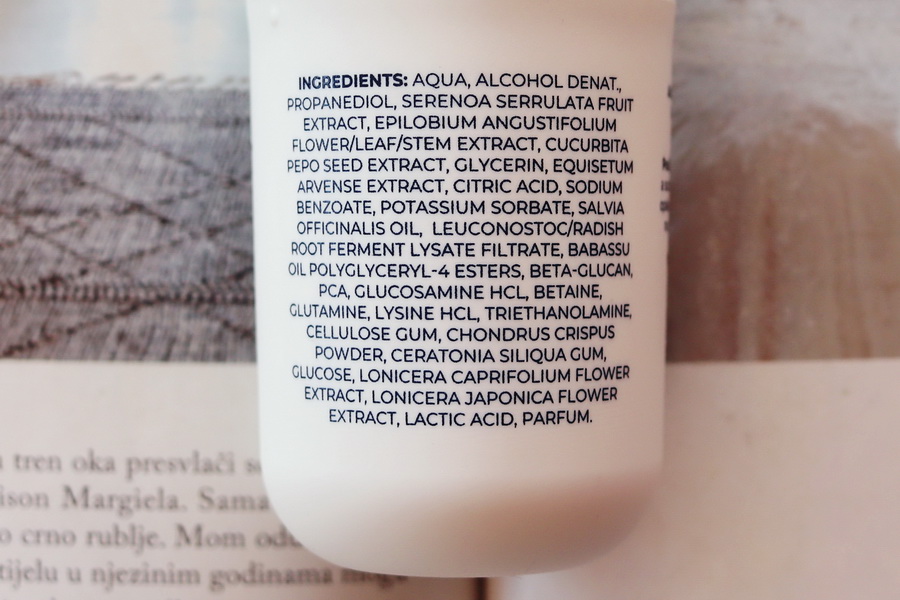 INGREDIENTS: AQUA, ALCOHOL DENAT.,
PROPANEDIOL, SERENOA SERRULATA FRUIT
EXTRACT, EPILOBIUM ANGUSTIFOLIUM
FLOWER/LEAF/STEM EXTRACT, CUCURBITA
PEPO SEED EXTRACT, GLYCERIN, EQUISETUM
ARVENSE EXTRACT, CITRIC ACID, SODIUM
BENZOATE, POTASSIUM SORBATE, SALVIA
OFFICINALIS OIL, LEUCONOSTOC/RADISH
ROOT FERMENT LYSATE FILTRATE, BABASSU
OIL POLYGLYCERYL-4 ESTERS, BETA-GLUCAN,
PCA, GLUCOSAMINE HCL, BETAINE,
GLUTAMINE, LYSINE HCL, TRIETHANOLAMINE,
CELLULOSE GUM, CHONDRUS CRISPUS
POWDER, CERATONIA SILIQUA GUM,
GLUCOSE, LONICERA CAPRIFOLIUM FLOWER
EXTRACT, LONICERA JAPONICA FLOWER
EXTRACT, LACTIC ACID, PARFUM.
tren oka presvlači
Margiela. Sama
crno rublje. Mom
tijelu u njezinim godinama